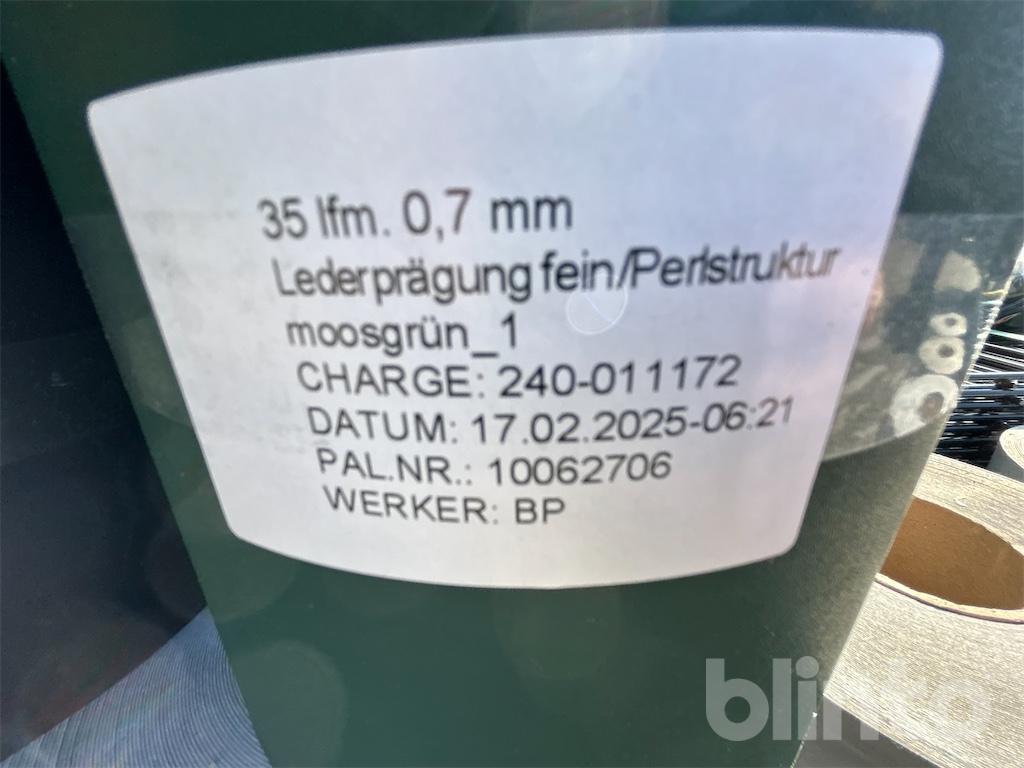 35 lfm. 0,7 mm
Lederprägung fein/Perlstruktur
moosgrün_1
CHARGE: 240-011172
DATUM: 17.02.2025-06:21
PAL.NR.: 10062706
WERKER: BP
blinto